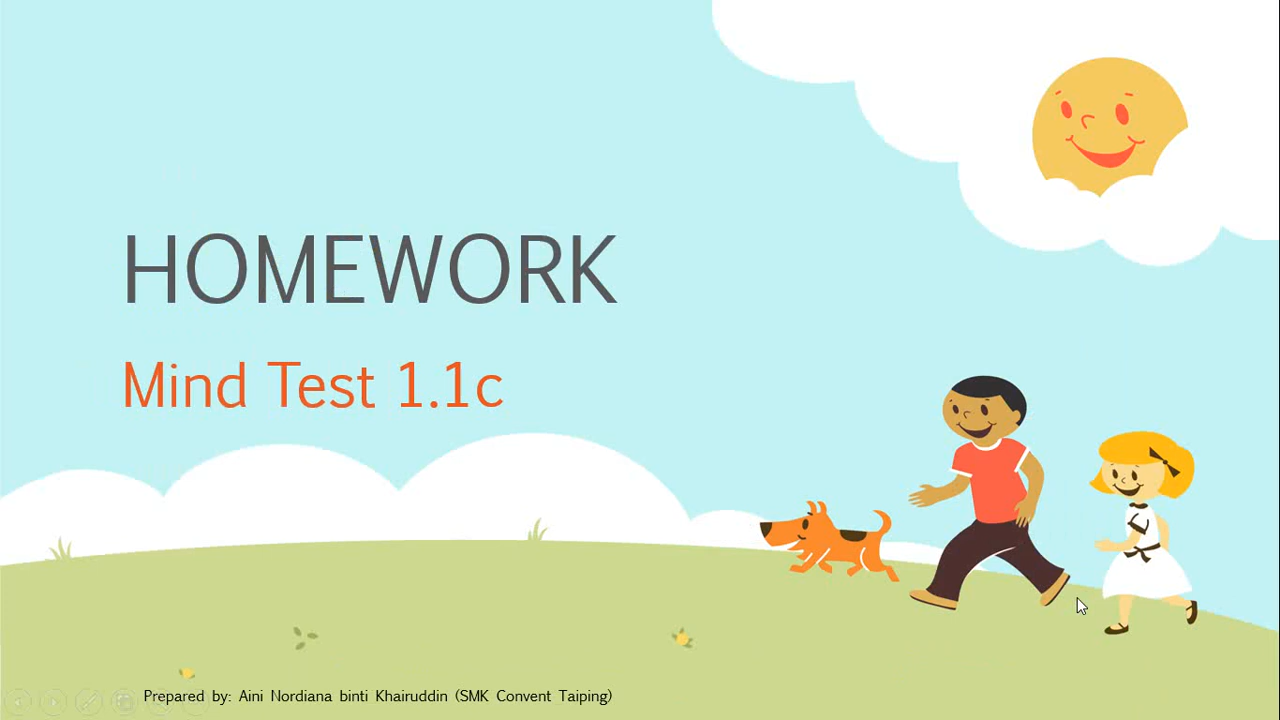 HOMEWORK
Mind Test 1.1c
Prepared by: Aini Nordiana binti Khairuddin (SMK Convent Taiping)